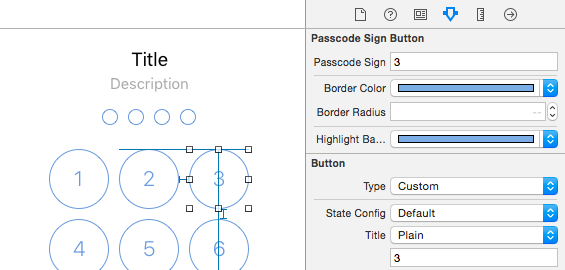 Title
Description
1 2 3
4 5 6
Passcode Sign Button
Passcode Sign 3
Border Color
Border Radius --
Highlight Ba...
Button
Type Custom
State Config Default
Title Plain
3